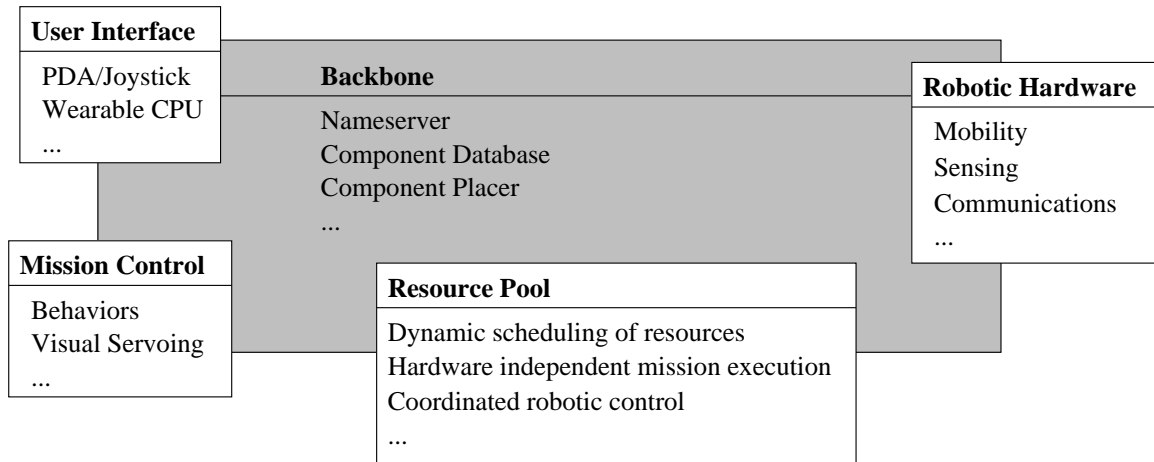 User Interface
PDA/Joystick
Wearable CPU
...
Backbone
Nameserver
Component Database
Component Placer
...
Robotic Hardware
Mobility
Sensing
Communications
...
Mission Control
Behaviors
Visual Servoing
...
Resource Pool
Dynamic scheduling of resources
Hardware independent mission execution
Coordinated robotic control
...